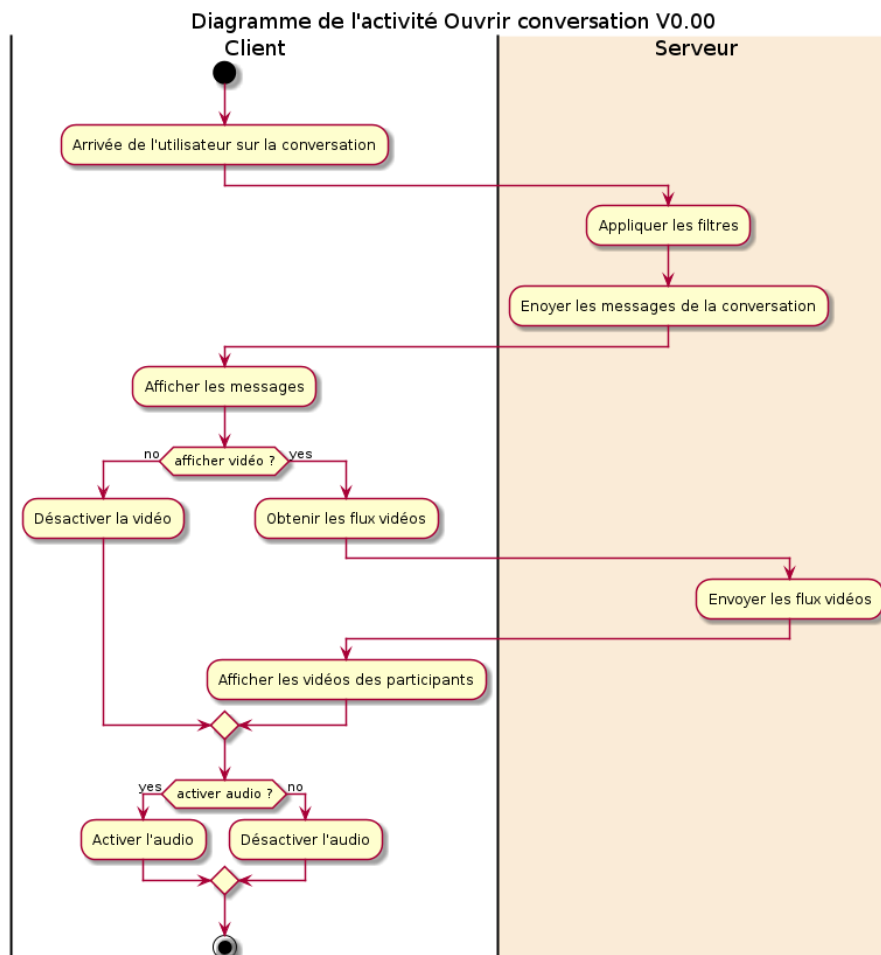 Diagramme de l'activité Ouvrir conversation V0.00
Client
Serveur
Arrivée de l'utilisateur sur la conversation
Appliquer les filtres
Enoyer les messages de la conversation
Afficher les messages
no
afficher vidéo ?
yes
Désactiver la vidéo
Obtenir les flux vidéos
Envoyer les flux vidéos
Afficher les vidéos des participants
yes
activer audio ?
no
Activer l'audio
Désactiver l'audio